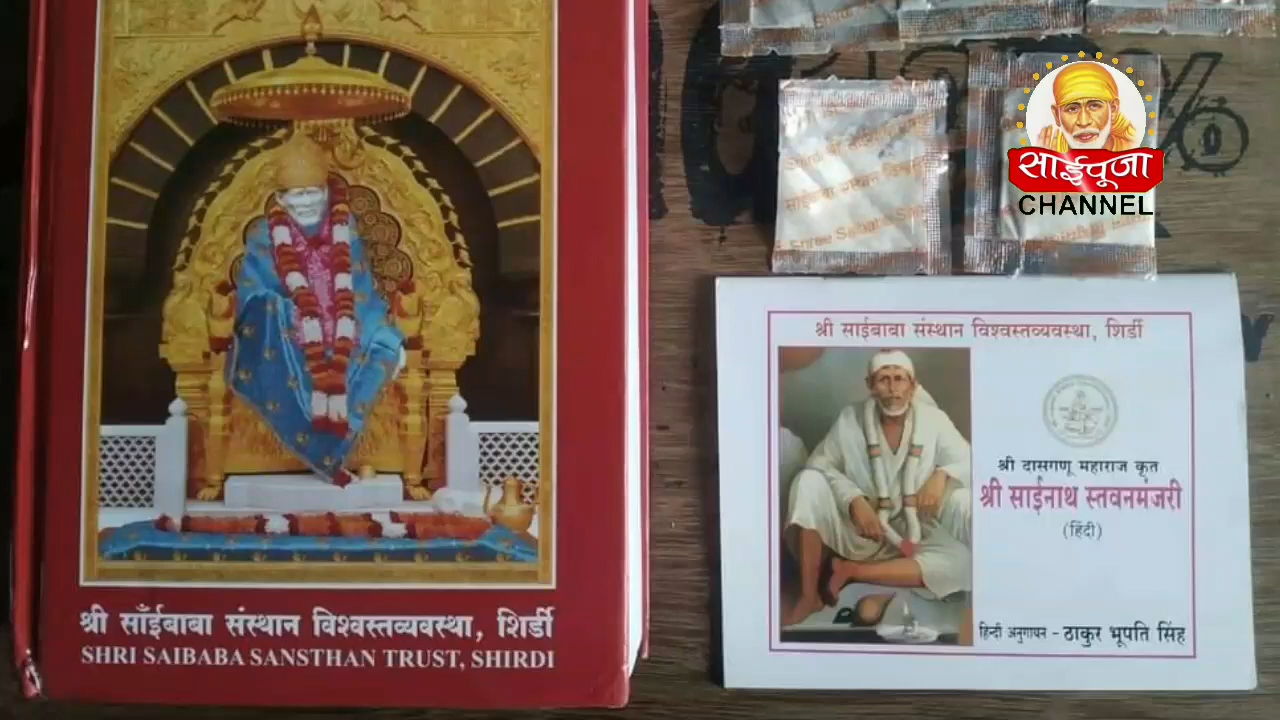 श्री साँईबाबा संस्थान विश्वस्तव्यवस्था, शिर्डी
SHRI SAIBABA SANSTHAN TRUST, SHIRDI
साईपूजा
CHANNEL
श्री साईबाबा संस्थान विश्वस्तव्यवस्था, शिर्डी
श्री दासगणू महाराज कृत
श्री साईनाथ स्तवनमंजरी
(हिंदी)
हिन्दी अनुगायन - ठाकुर भूपति सिंह